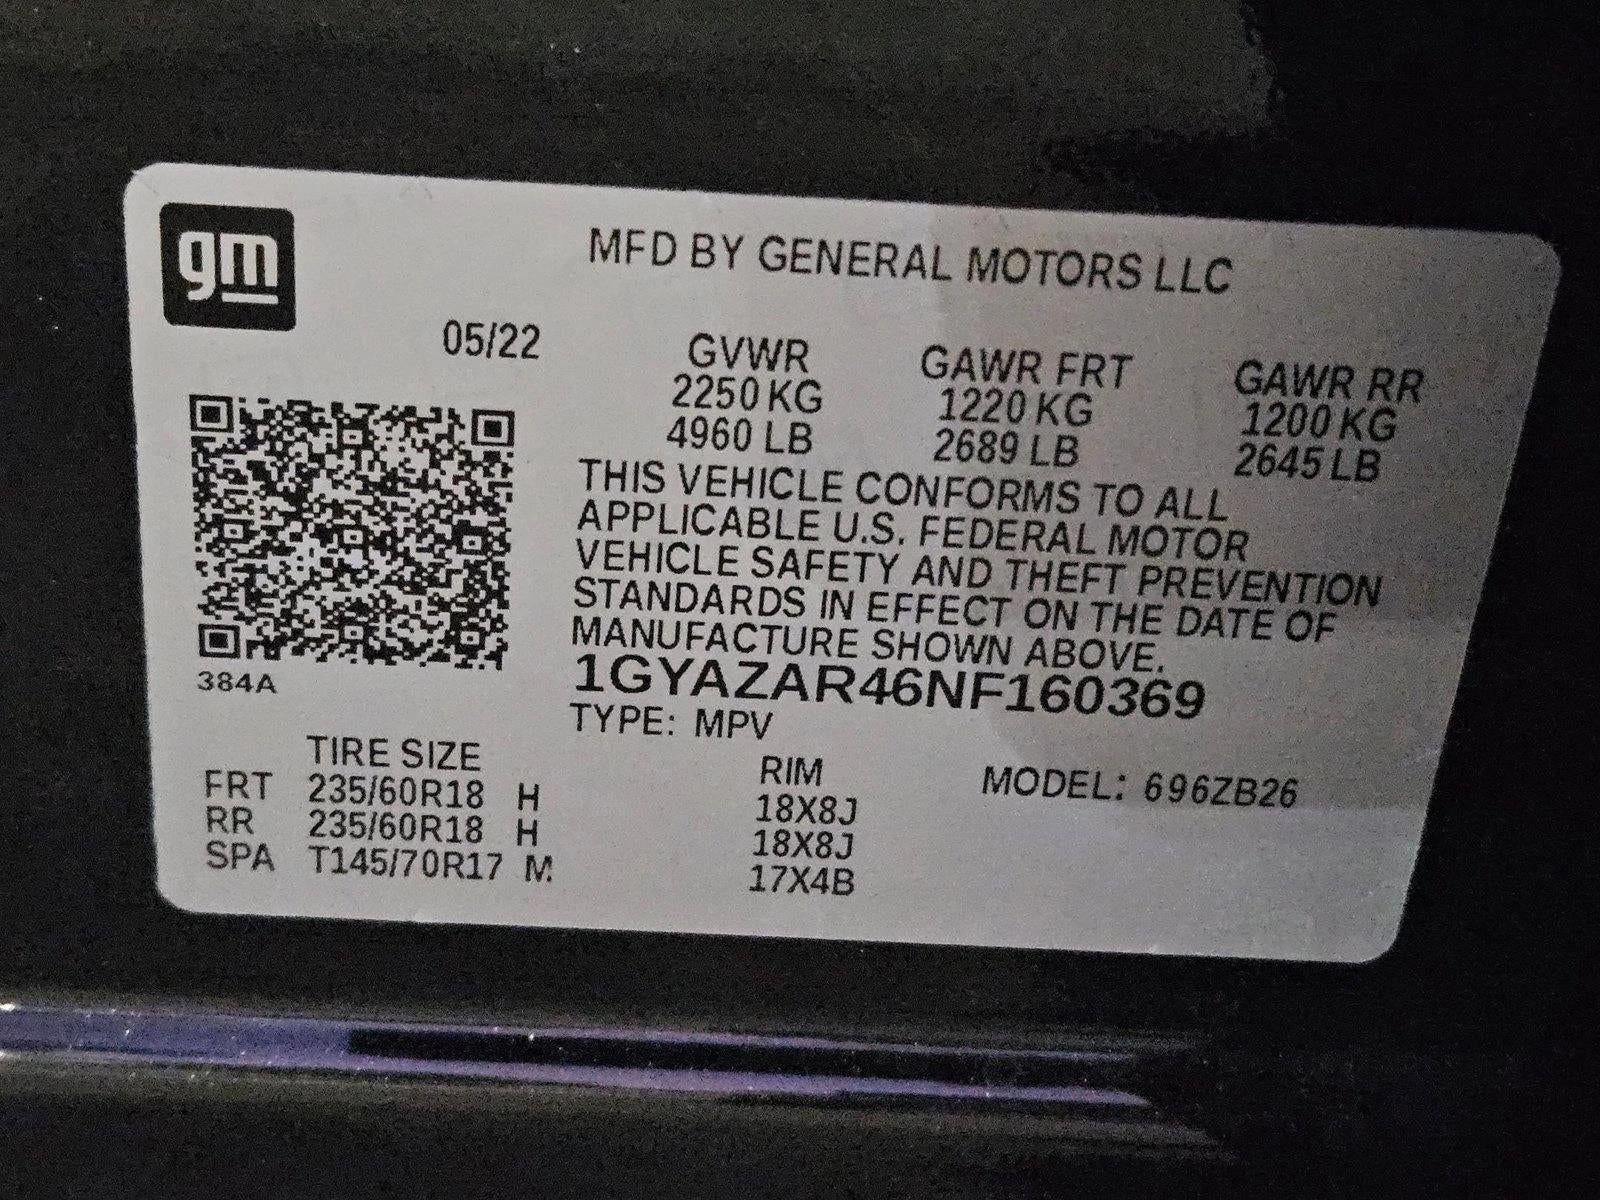 gm
MFD BY GENERAL MOTORS LLC
05/22 GVWR GAWR FRT GAWR RR
2250 KG 1220 KG 1200 KG
4960 LB 2689 LB 2645 LB
THIS VEHICLE CONFORMS TO ALL
APPLICABLE U.S. FEDERAL MOTOR
VEHICLE SAFETY AND THEFT PREVENTION
STANDARDS IN EFFECT ON THE DATE OF
MANUFACTURE SHOWN ABOVE.
384A
1GYAZAR46NF160369
TYPE: MPV
TIRE SIZE RIM MODEL: 696ZB26
FRT 235/60R18 H 18X8J
RR 235/60R18 H 18X8J
SPA T145/70R17 M 17X4B